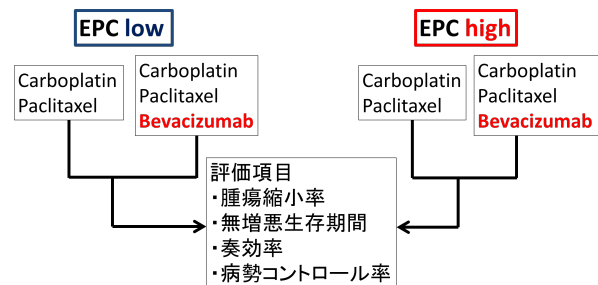 EPC low
EPC high
Carboplatin
Paclitaxel
Carboplatin
Paclitaxel
Bevacizumab
Carboplatin
Paclitaxel
Carboplatin
Paclitaxel
Bevacizumab
評価項目
・腫瘍縮小率
・無増悪生存期間
・奏効率
・病勢コントロール率